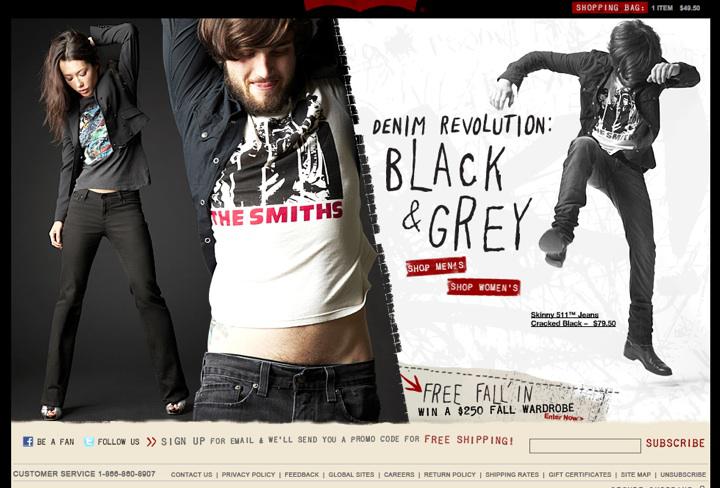 SHOPPING BAG: 1 ITEM $49.50
THE SMITHS
DENIM REVOLUTION:
BLACK
& GREY
SHOP MEN'S
SHOP WOMEN'S
Skinny 511™ Jeans
Cracked Black – $79.50
FREE FALL IN
WIN A $250 FALL WARDROBE
Enter Now>
BE A FAN FOLLOW US >> SIGN UP FOR EMAIL & WE'LL SEND YOU A PROMO CODE FOR FREE SHIPPING! SUBSCRIBE
CUSTOMER SERVICE 1-866-860-8907 CONTACT US | PRIVACY POLICY | FEEDBACK | GLOBAL SITES | CAREERS | RETURN POLICY | SHIPPING RATES | GIFT CERTIFICATES | SITE MAP | UNSUBSCRIBE